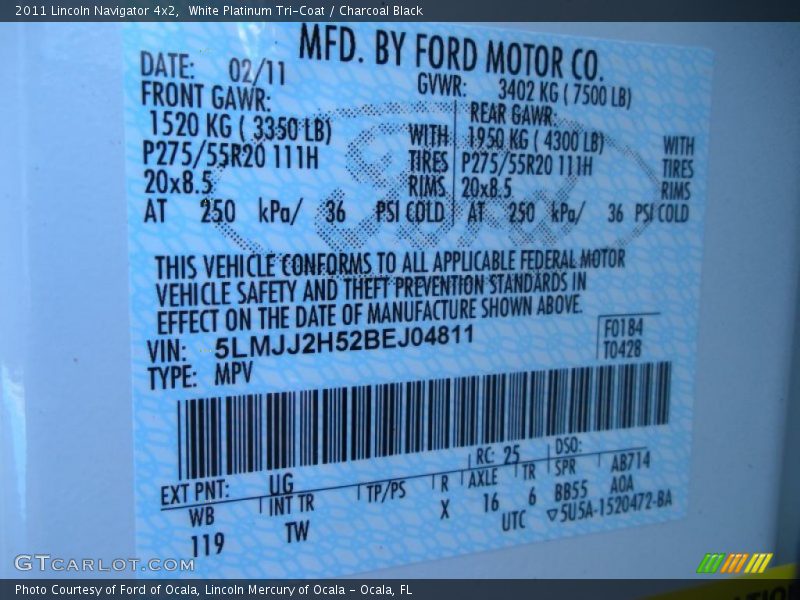 2011 Lincoln Navigator 4x2, White Platinum Tri-Coat / Charcoal Black
MFD. BY FORD MOTOR CO.
DATE: 02/11 GVWR: 3402 KG ( 7500 LB)
FRONT GAWR: REAR GAWR:
1520 KG ( 3350 LB) WITH 1950 KG ( 4300 LB) WITH
P275/55R20 111H TIRES P275/55R20 111H TIRES
20x8.5 RIMS 20x8.5 RIMS
AT 250 kPa/ 36 PSI COLD AT 250 kPa/ 36 PSI COLD
THIS VEHICLE CONFORMS TO ALL APPLICABLE FEDERAL MOTOR
VEHICLE SAFETY AND THEFT PREVENTION STANDARDS IN
EFFECT ON THE DATE OF MANUFACTURE SHOWN ABOVE.
VIN: 5LMJJ2H52BEJ04811 F0184
TYPE: MPV T0428
EXT PNT: UG RC: 25 DSO:
WB INT TR TP/PS R AXLE TR SPR AB714
119 TW X 16 6 BB55 AOA
UTC ▽5U5A-1520472-BA
GTCARLOT.COM
Photo Courtesy of Ford of Ocala, Lincoln Mercury of Ocala - Ocala, FL